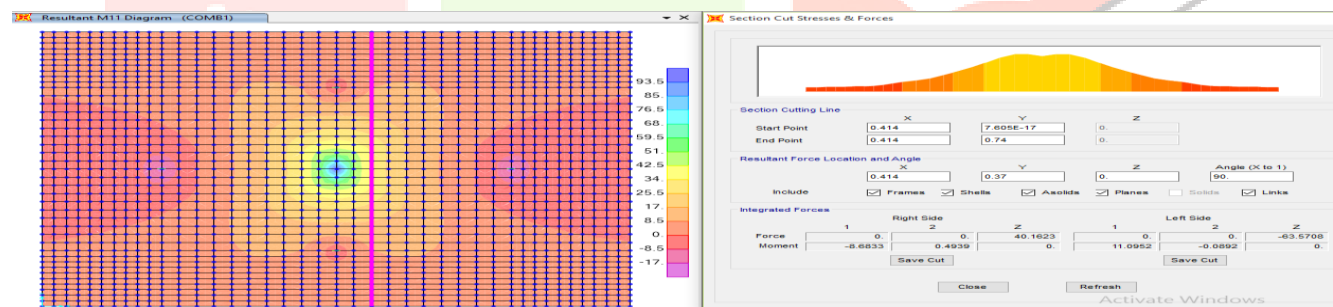 Resultant M11 Diagram (COMB1)
93.5
85.
76.5
68.
59.5
51.
42.5
34.
25.5
17.
8.5
0.
-8.5
-17.
Section Cut Stresses & Forces
Section Cutting Line
X Y Z
Start Point 0.414 7.605E-17 0.
End Point 0.414 0.74 0.
Resultant Force Location and Angle
X Y Z Angle (X to 1)
0.414 0.37 0. 90.
Include Frames Shells Asolids Planes Solids Links
Integrated Forces
Right Side Left Side
1 2 Z 1 2 Z
Force 0. 0. 40.1623 0. 0. -63.5708
Moment -8.6833 0.4939 0. 11.0952 -0.0892 0.
Save Cut Save Cut
Close Refresh
Activate Windows